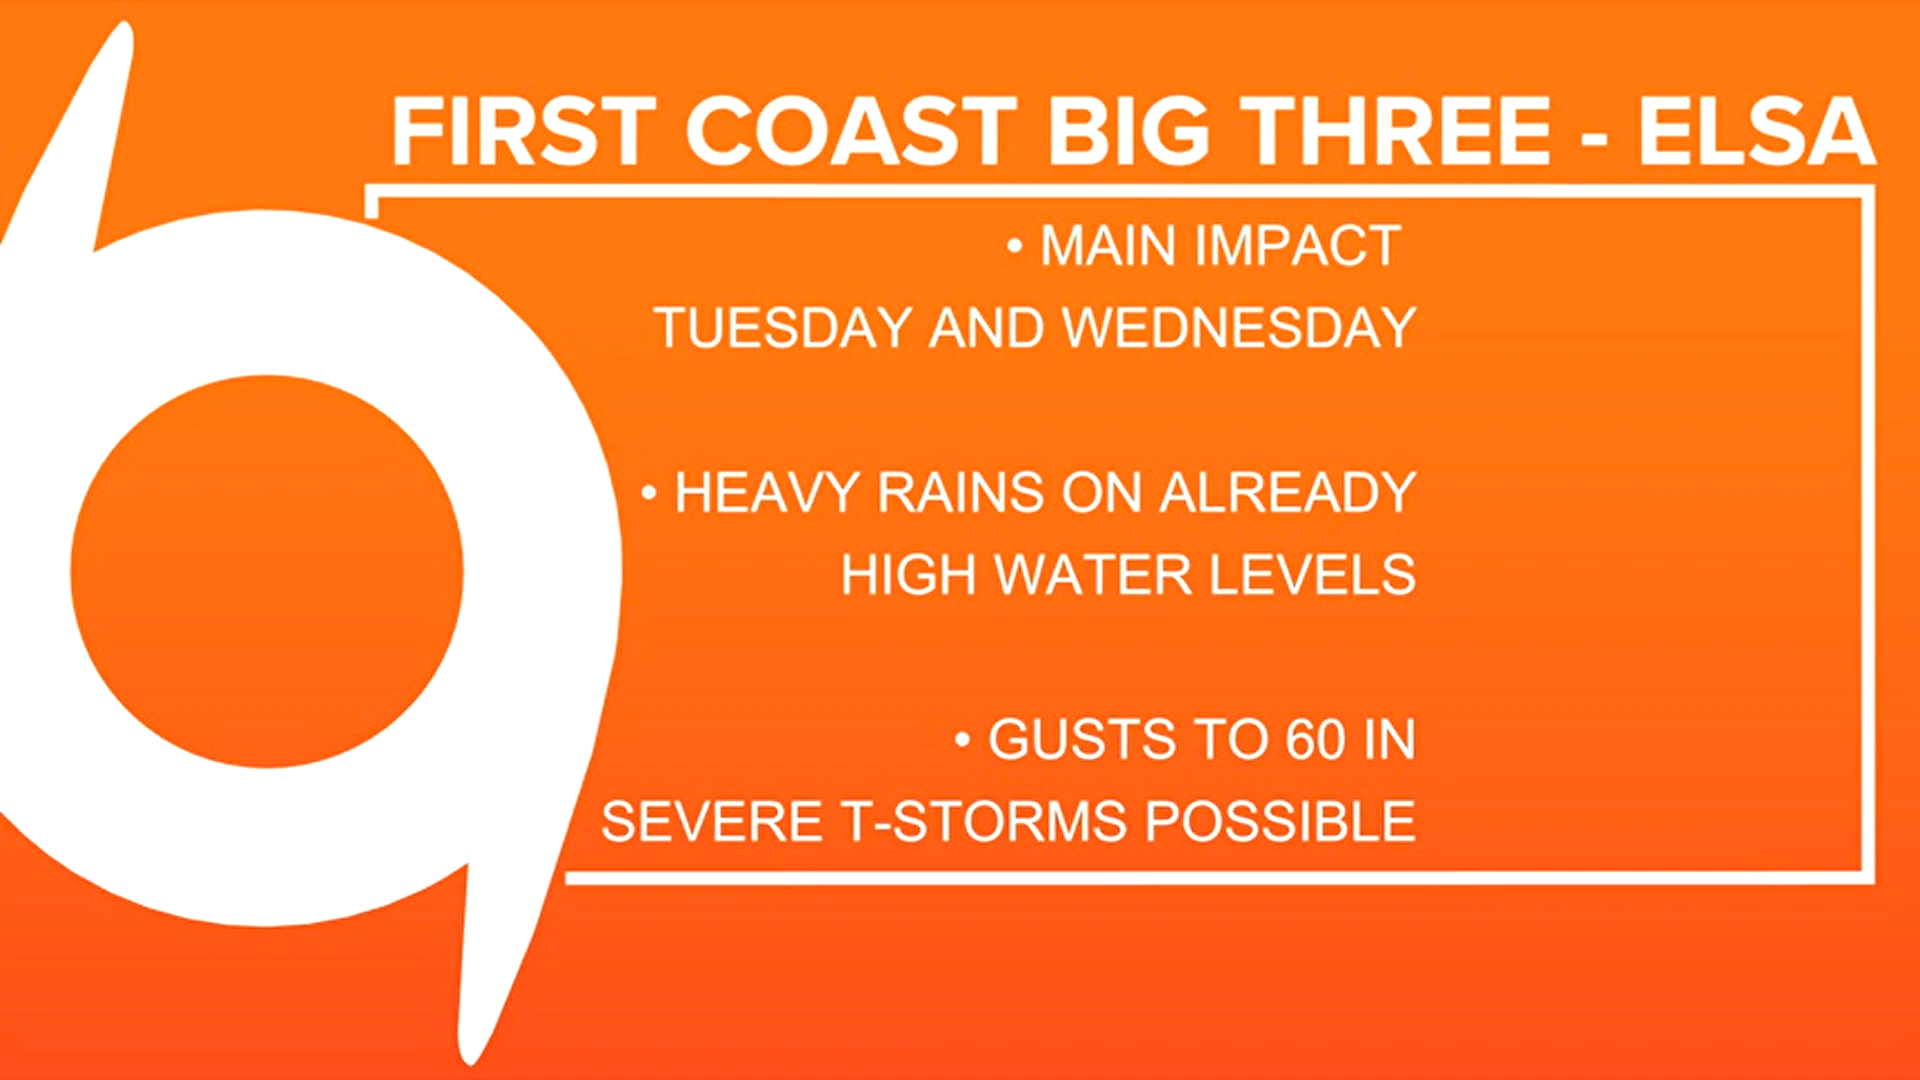 FIRST COAST BIG THREE - ELSA
• MAIN IMPACT
TUESDAY AND WEDNESDAY
• HEAVY RAINS ON ALREADY
HIGH WATER LEVELS
• GUSTS TO 60 IN
SEVERE T-STORMS POSSIBLE